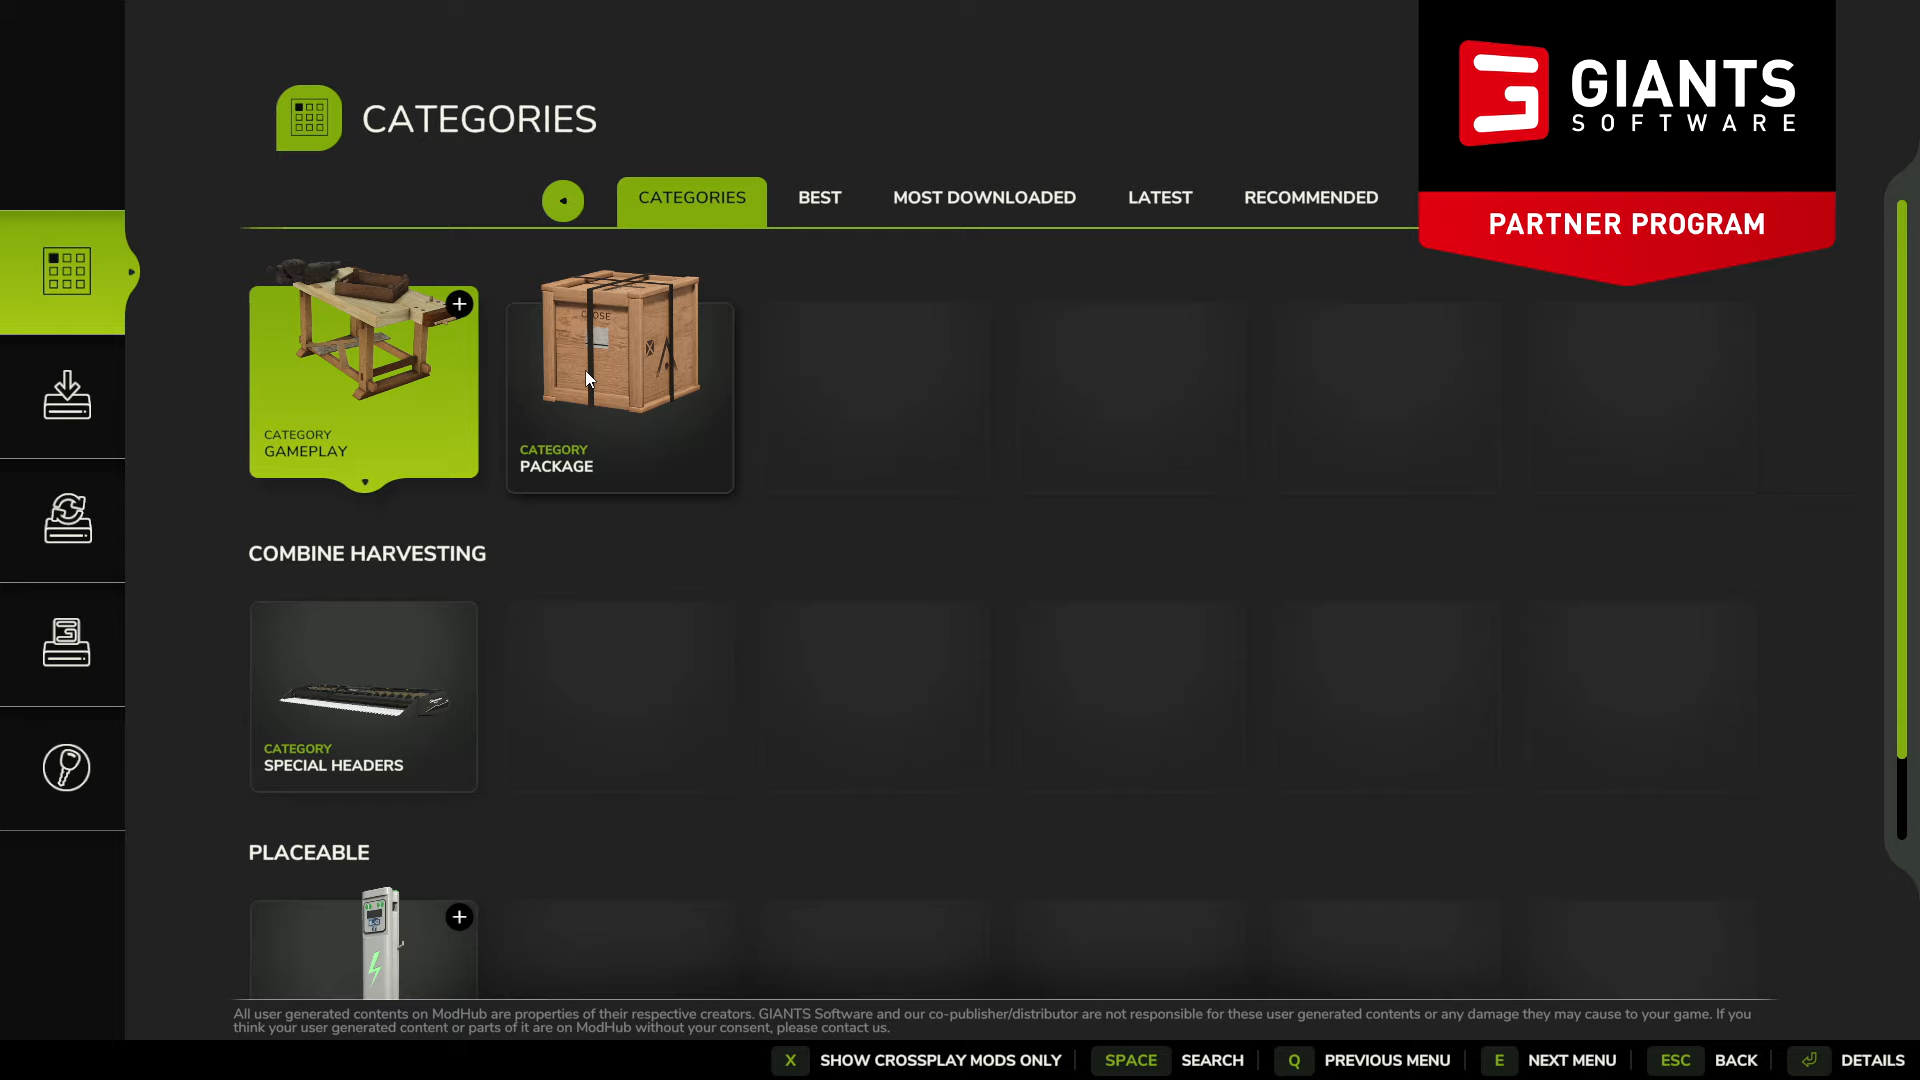 GIANTS
SOFTWARE
PARTNER PROGRAM
CATEGORIES
CATEGORIES BEST MOST DOWNLOADED LATEST RECOMMENDED
CLOSE
CATEGORY
GAMEPLAY
CATEGORY
PACKAGE
COMBINE HARVESTING
CATEGORY
SPECIAL HEADERS
PLACEABLE
All user generated contents on ModHub are properties of their respective creators. GIANTS Software and our co-publisher/distributor are not responsible for these user generated contents or any damage they may cause to your game. If you
think your user generated content or parts of it are on ModHub without your consent, please contact us.
X SHOW CROSSPLAY MODS ONLY SPACE SEARCH Q PREVIOUS MENU E NEXT MENU ESC BACK DETAILS